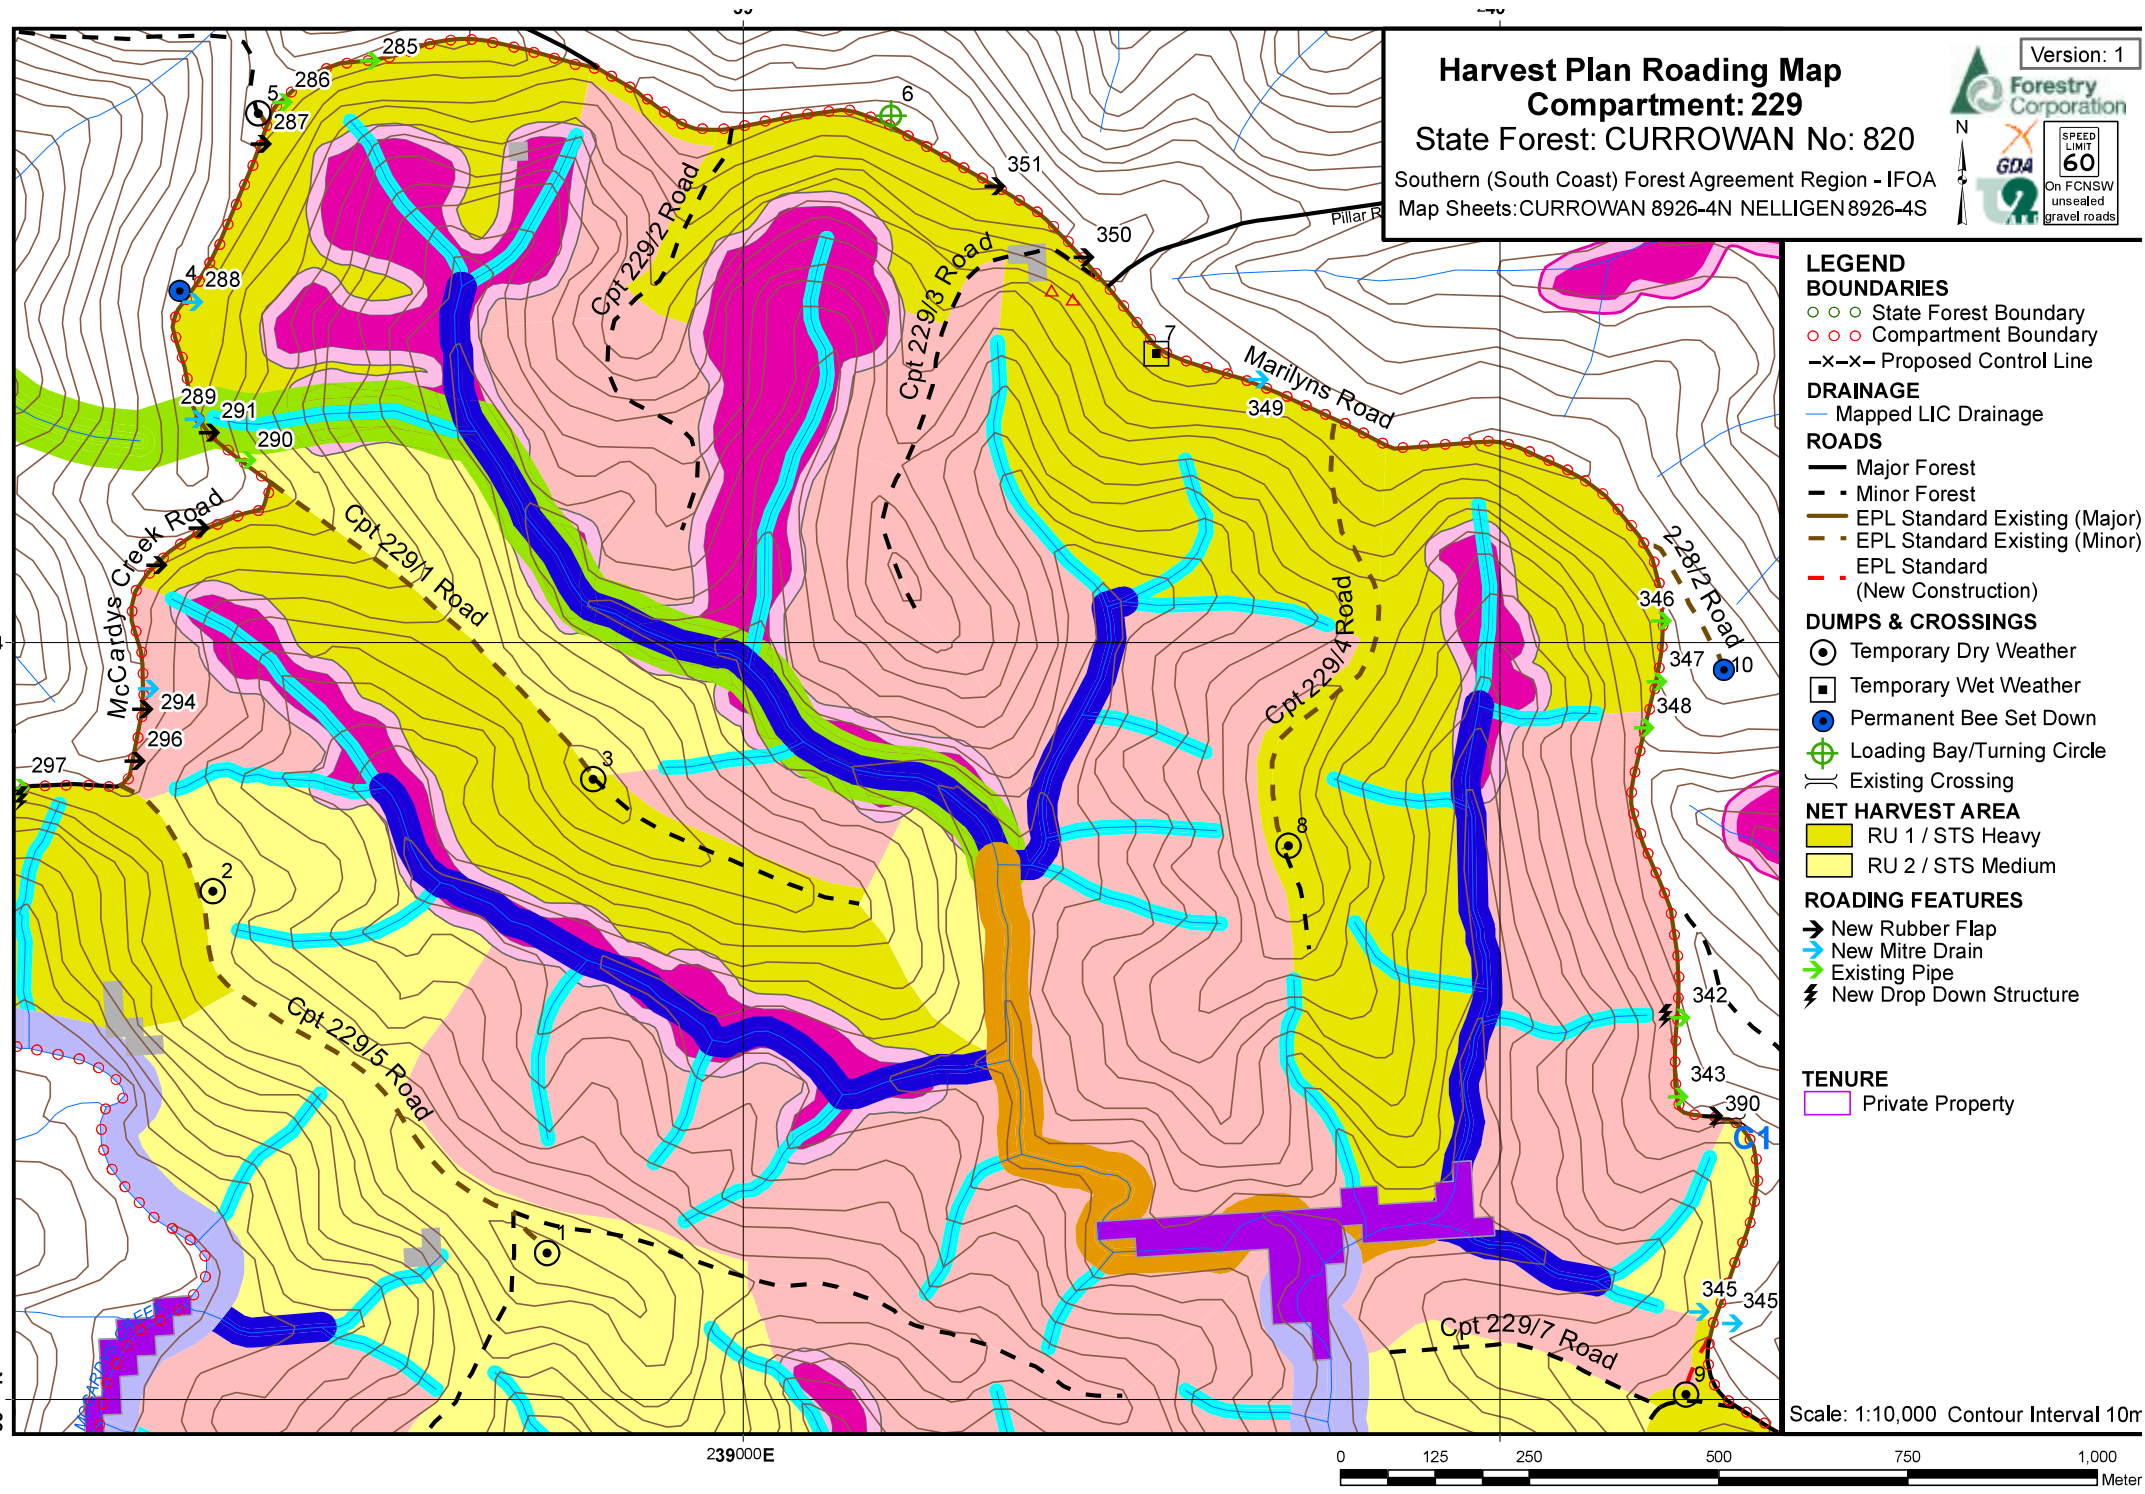 Harvest Plan Roading Map
Compartment: 229
State Forest: CURROWAN No: 820
Southern (South Coast) Forest Agreement Region - IFOA
Map Sheets: CURROWAN 8926-4N NELLIGEN 8926-4S
Version: 1
Forestry
Corporation
N
GDA
SPEED
LIMIT
60
On FCNSW
unsealed
gravel roads
LEGEND
BOUNDARIES
State Forest Boundary
Compartment Boundary
Proposed Control Line
DRAINAGE
Mapped LIC Drainage
ROADS
Major Forest
Minor Forest
EPL Standard Existing (Major)
EPL Standard Existing (Minor)
EPL Standard
(New Construction)
DUMPS & CROSSINGS
Temporary Dry Weather
Temporary Wet Weather
Permanent Bee Set Down
Loading Bay/Turning Circle
Existing Crossing
NET HARVEST AREA
RU 1 / STS Heavy
RU 2 / STS Medium
ROADING FEATURES
New Rubber Flap
New Mitre Drain
Existing Pipe
New Drop Down Structure
TENURE
Private Property
Scale: 1:10,000 Contour Interval 10m
0 125 250 500 750 1,000
Meter
239000E
285
286
5
287
6
351
350
Pillar R
4
288
7
349
Marilyns Road
289
291
290
Cpt 229/2 Road
Cpt 229/3 Road
Cpt 229/1 Road
McCardys Creek Road
Cpt 229/4 Road
228/2 Road
346
347
10
348
294
296
297
3
8
2
342
343
390
C1
Cpt 229/5 Road
1
345
345
Cpt 229/7 Road
9